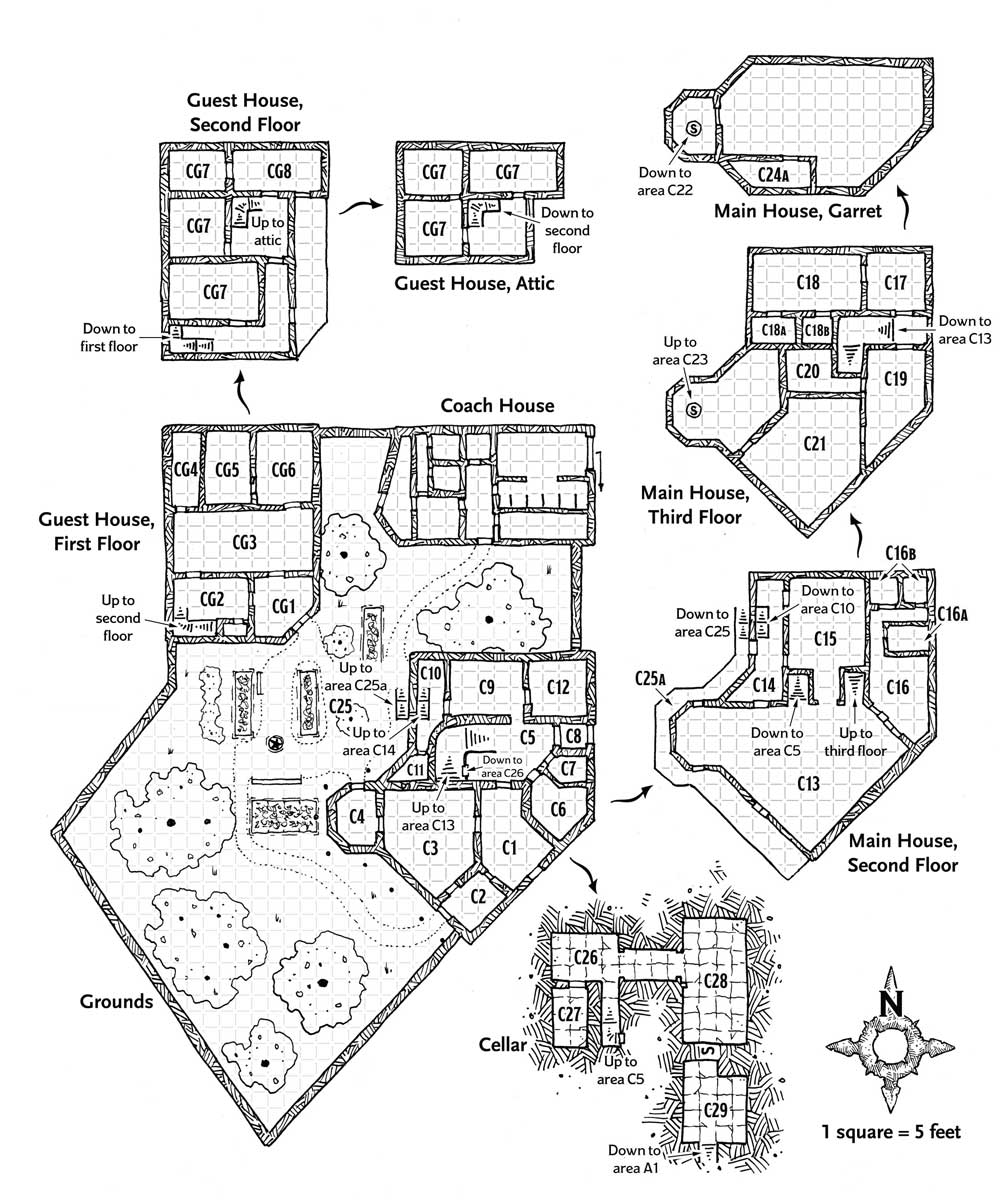 Guest House,
Second Floor
CG7
CG8
CG7
Up to
attic
CG7
Down to
first floor
CG7
CG7
CG7
Down to
second
floor
Guest House, Attic
S
Down to
area C22
C24A
Main House, Garret
C18
C17
C18A
C18B
Down to
area C13
Up to
area C23
S
C20
C19
C21
Main House,
Third Floor
Coach House
CG4
CG5
CG6
Guest House,
First Floor
CG3
CG2
CG1
Up to
second
floor
Up to
area C25a
C25
Up to
area C14
C10
C9
C12
C5
C8
Down to
area C26
C11
C7
Up to
area C13
C4
C3
C1
C6
C2
Grounds
C16B
Down to
area C10
Down to
area C25
C15
C16A
C25A
C14
C16
Down to
area C5
Up to
third floor
C13
Main House,
Second Floor
C26
C28
C27
Cellar
Up to
area C5
S
C29
Down to
area A1
N
1 square = 5 feet